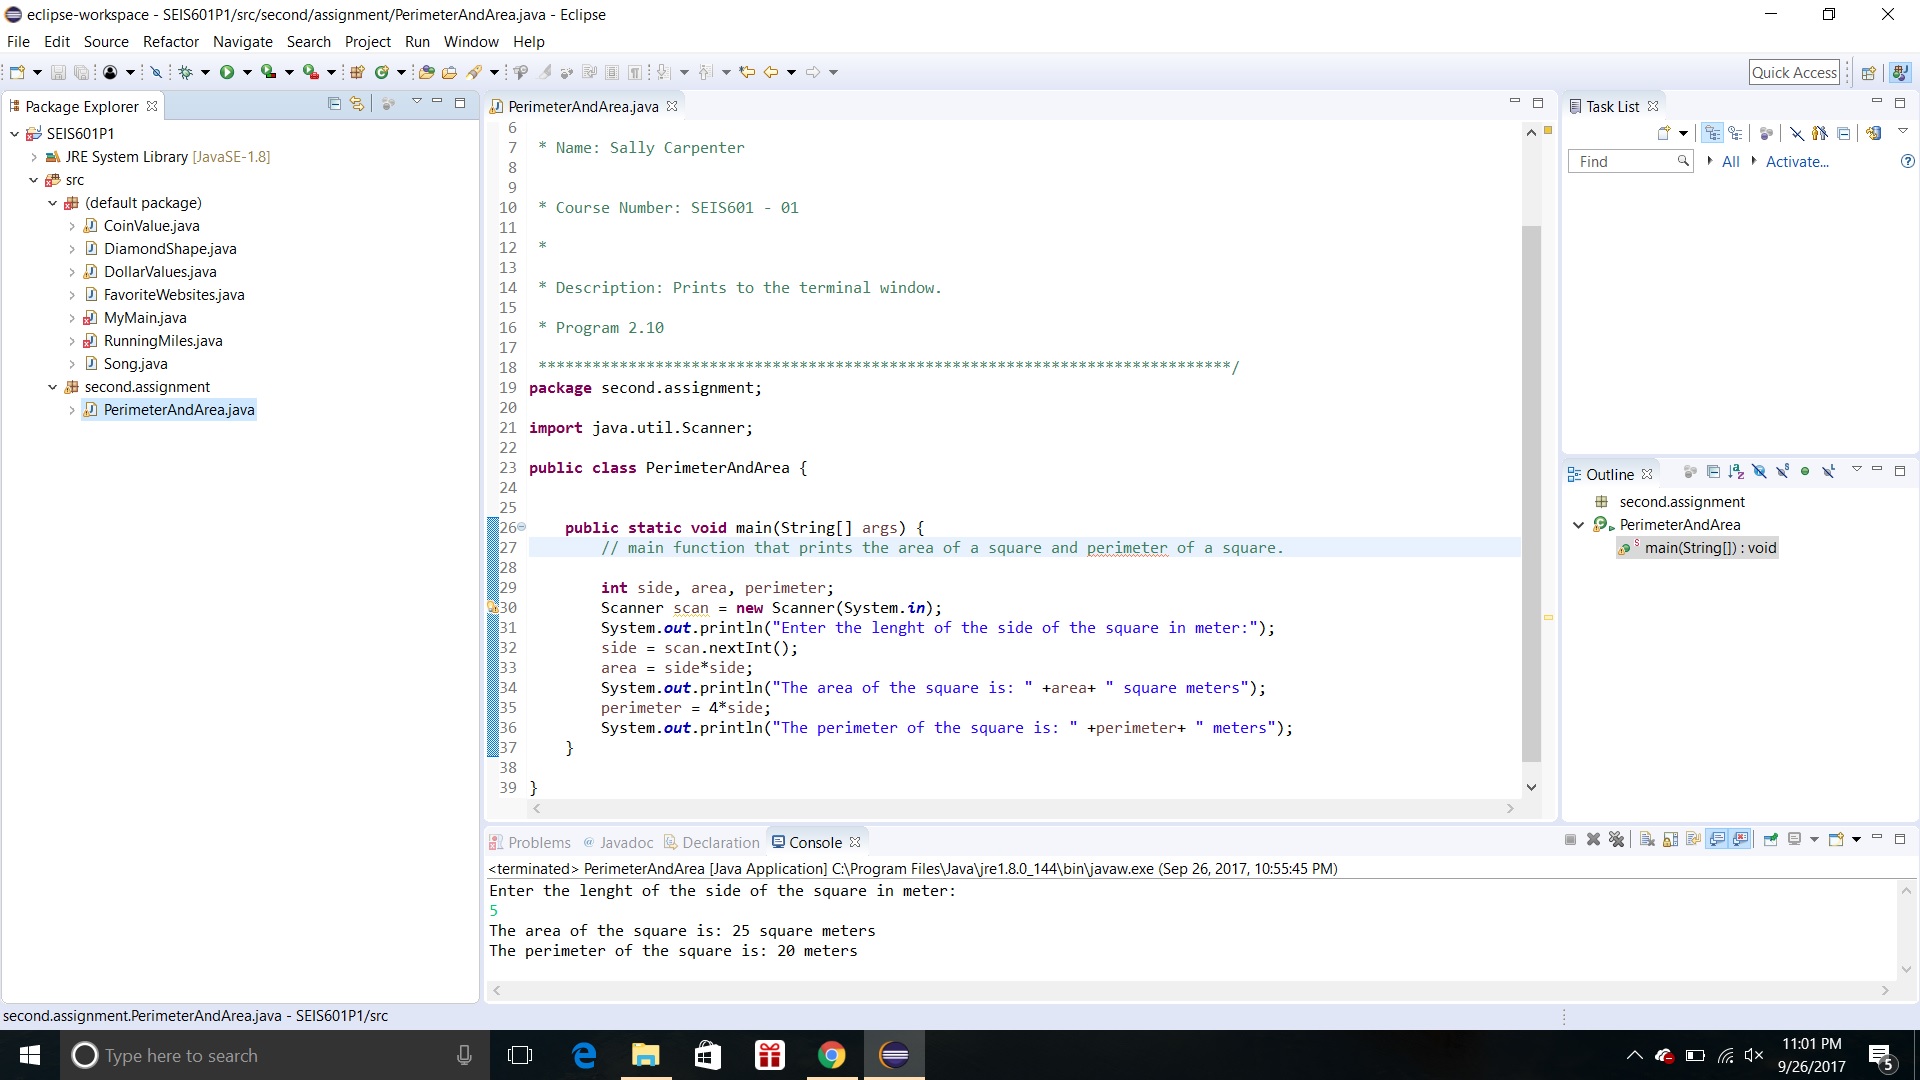 eclipse-workspace - SEIS601P1/src/second/assignment/PerimeterAndArea.java - Eclipse
File Edit Source Refactor Navigate Search Project Run Window Help
Quick Access
Package Explorer
SEIS601P1
JRE System Library [JavaSE-1.8]
src
(default package)
CoinValue.java
DiamondShape.java
DollarValues.java
FavoriteWebsites.java
MyMain.java
RunningMiles.java
Song.java
second.assignment
PerimeterAndArea.java
PerimeterAndArea.java
6
7 * Name: Sally Carpenter
8
9
10 * Course Number: SEIS601 - 01
11
12 *
13
14 * Description: Prints to the terminal window.
15
16 * Program 2.10
17
18 *****************************************************************************/
19 package second.assignment;
20
21 import java.util.Scanner;
22
23 public class PerimeterAndArea {
24
25
26 public static void main(String[] args) {
27 // main function that prints the area of a square and perimeter of a square.
28
29 int side, area, perimeter;
30 Scanner scan = new Scanner(System.in);
31 System.out.println("Enter the lenght of the side of the square in meter:");
32 side = scan.nextInt();
33 area = side*side;
34 System.out.println("The area of the square is: " +area+ " square meters");
35 perimeter = 4*side;
36 System.out.println("The perimeter of the square is: " +perimeter+ " meters");
37 }
38
39 }
Task List
Find All Activate...
Outline
second.assignment
PerimeterAndArea
main(String[]) : void
Problems Javadoc Declaration Console
<terminated> PerimeterAndArea [Java Application] C:\Program Files\Java\jre1.8.0_144\bin\javaw.exe (Sep 26, 2017, 10:55:45 PM)
Enter the lenght of the side of the square in meter:
5
The area of the square is: 25 square meters
The perimeter of the square is: 20 meters
second.assignment.PerimeterAndArea.java - SEIS601P1/src
Type here to search
11:01 PM
9/26/2017
5